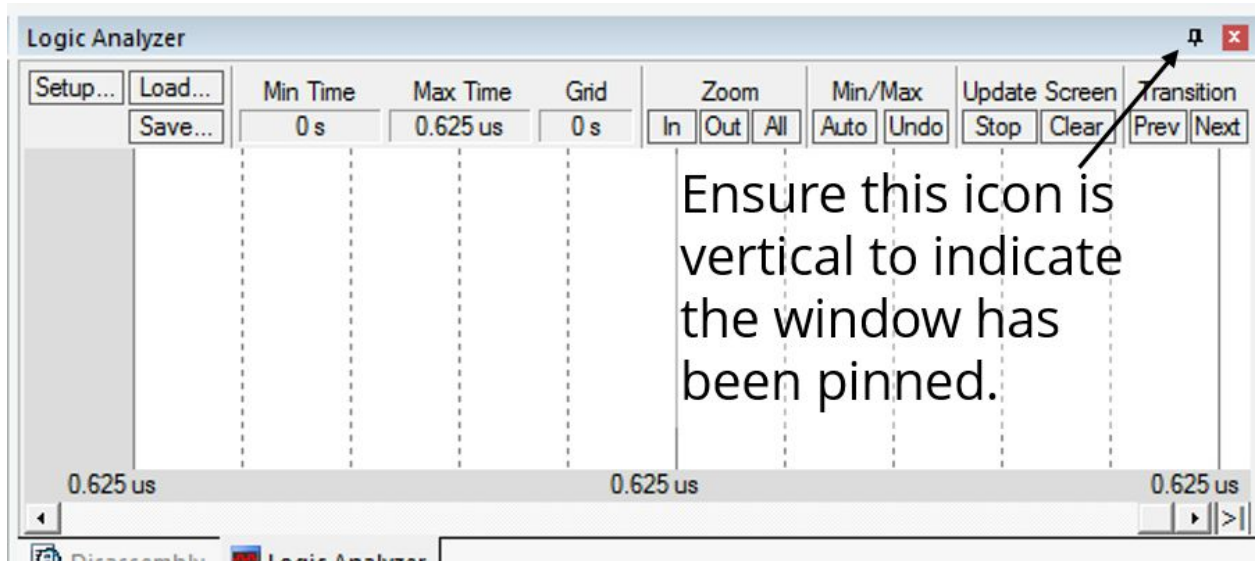 Logic Analyzer
Setup... Load... Min Time Max Time Grid Zoom Min/Max Update Screen Transition
Save... 0 s 0.625 us 0 s In Out All Auto Undo Stop Clear Prev Next
Ensure this icon is
vertical to indicate
the window has
been pinned.
0.625 us 0.625 us 0.625 us
Disassembly Logic Analyzer